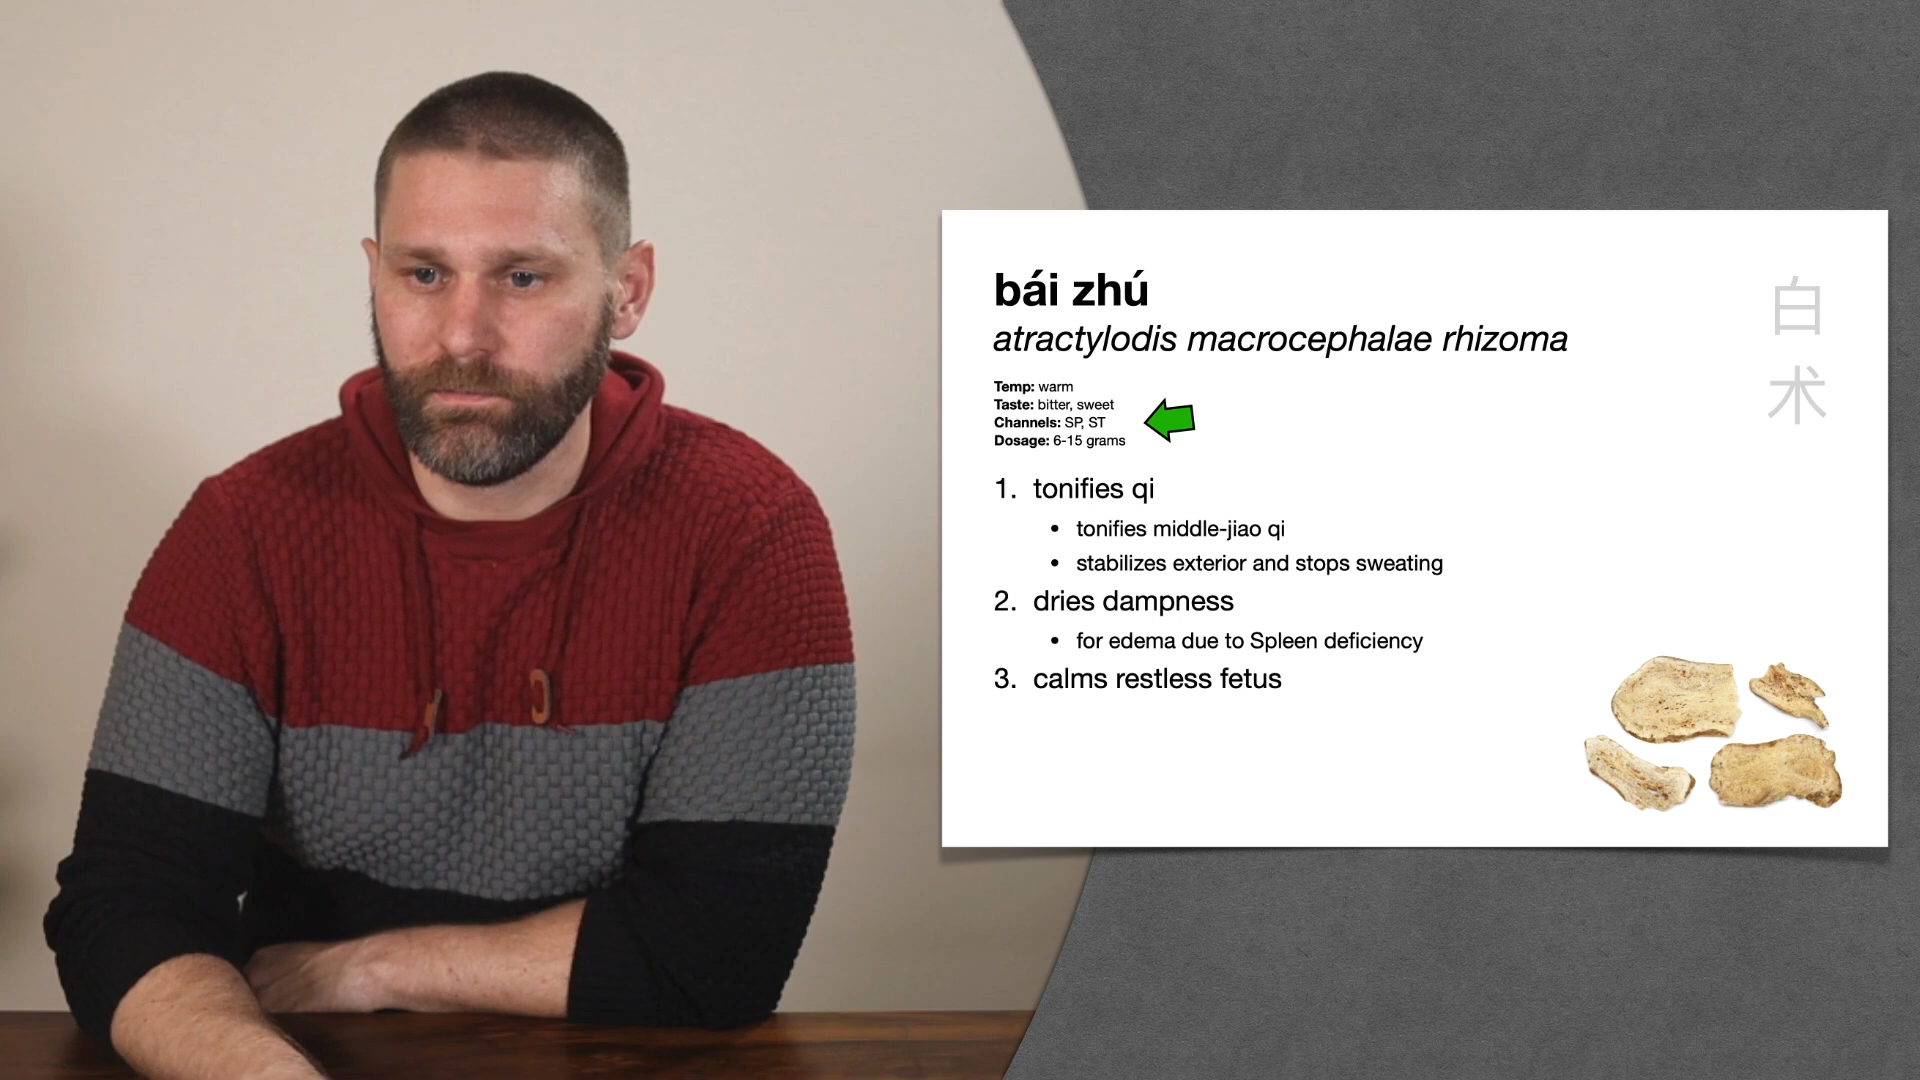 bái zhú
atractylodis macrocephalae rhizoma
白
术
Temp: warm
Taste: bitter, sweet
Channels: SP, ST
Dosage: 6-15 grams
1. tonifies qi
• tonifies middle-jiao qi
• stabilizes exterior and stops sweating
2. dries dampness
• for edema due to Spleen deficiency
3. calms restless fetus